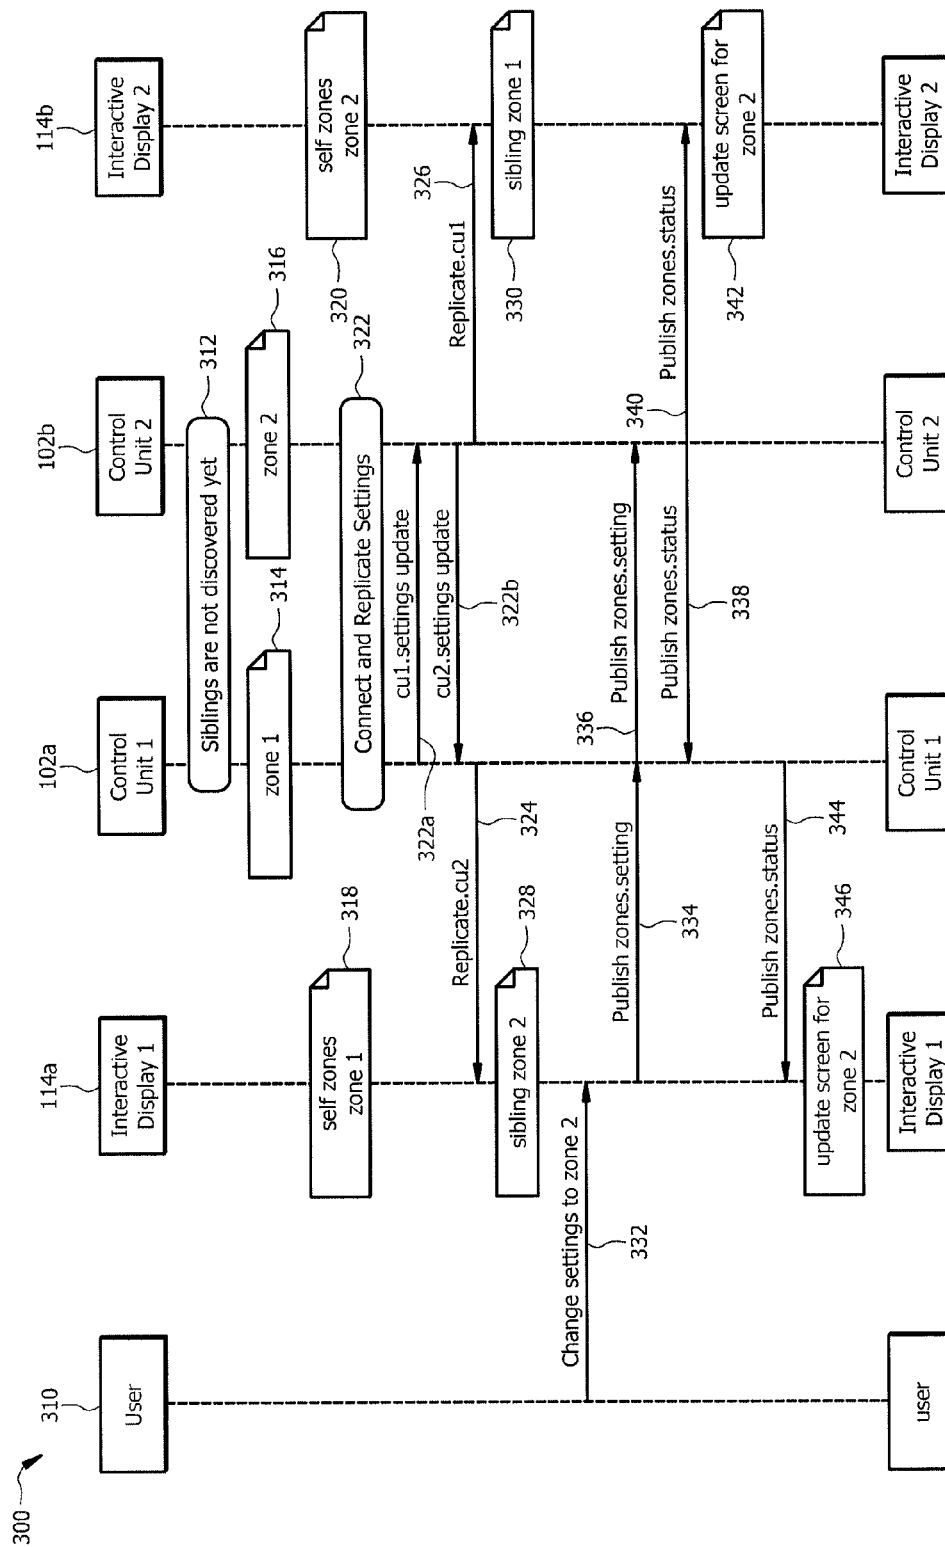 300
310
114a
102a
102b
114b
User
Interactive
Display 1
Control
Unit 1
Control
Unit 2
Interactive
Display 2
Siblings are not discovered yet
312
zone 1
314
zone 2
316
self zones
zone 1
318
self zones
zone 2
320
Connect and Replicate Settings
322
cu1.settings update
322a
cu2.settings update
322b
Replicate.cu2
324
Replicate.cu1
326
sibling zone 2
328
sibling zone 1
330
Change settings to zone 2
332
Publish zones.setting
334
Publish zones.setting
336
Publish zones.status
338
Publish zones.status
340
update screen for
zone 2
342
Publish zones.status
344
update screen for
zone 2
346
user
Interactive
Display 1
Control
Unit 1
Control
Unit 2
Interactive
Display 2